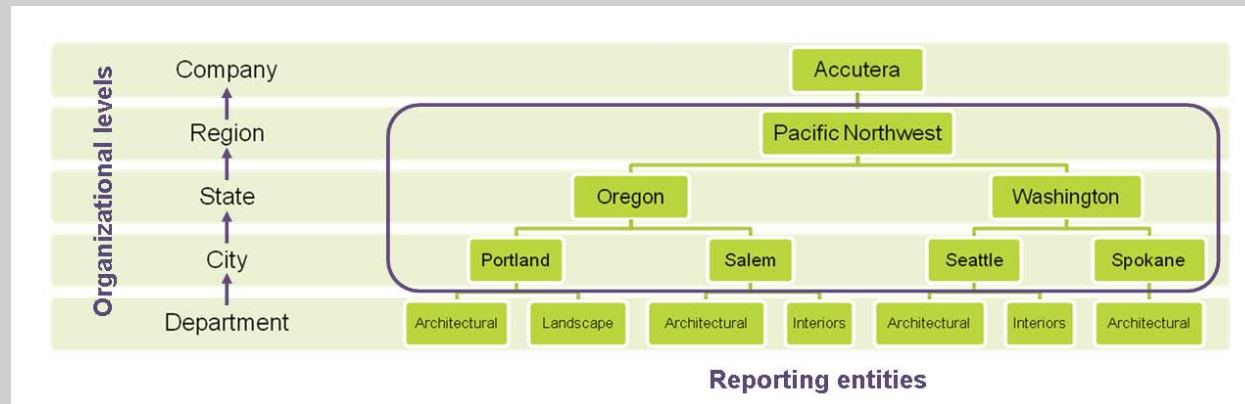 Organizational levels
Company
Accutera
Region
Pacific Northwest
State
Oregon
Washington
City
Portland
Salem
Seattle
Spokane
Department
Architectural
Landscape
Architectural
Interiors
Architectural
Interiors
Architectural
Reporting entities